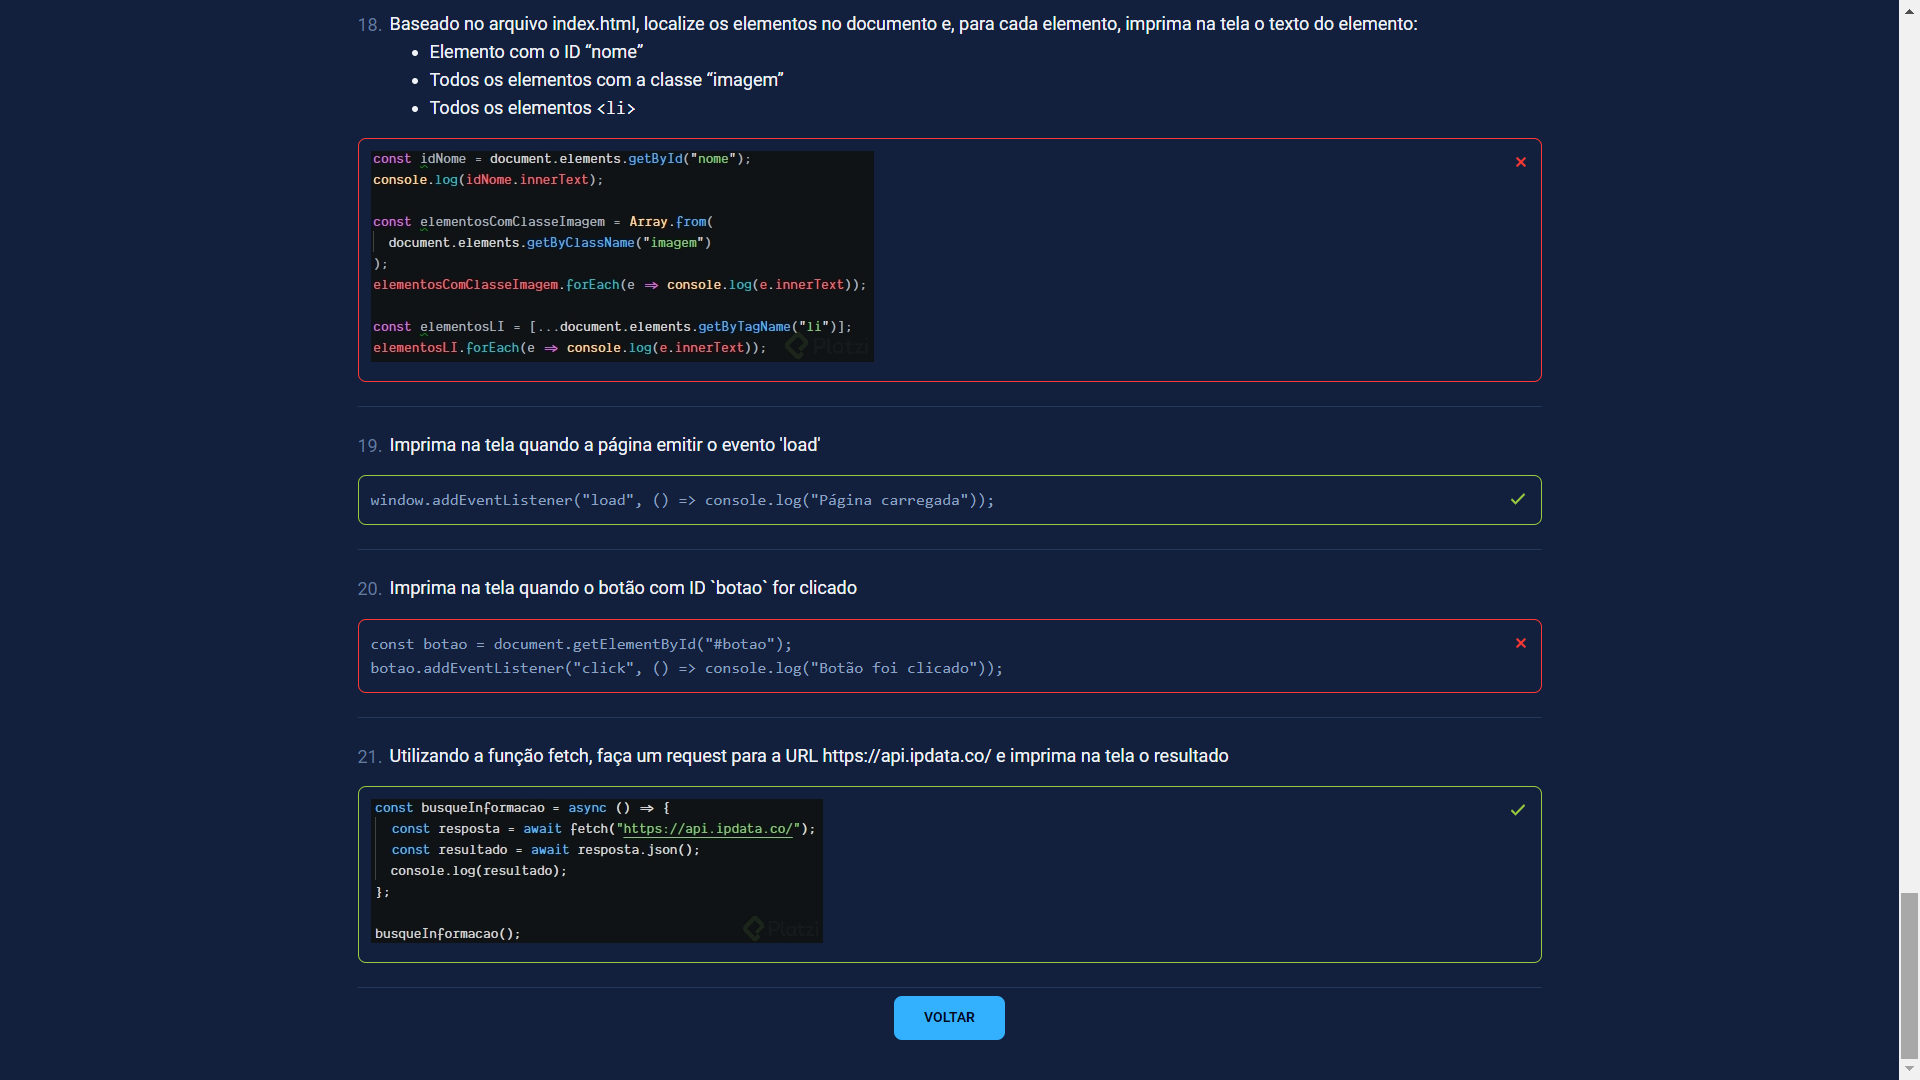 18. Baseado no arquivo index.html, localize os elementos no documento e, para cada elemento, imprima na tela o texto do elemento:
• Elemento com o ID “nome”
• Todos os elementos com a classe “imagem”
• Todos os elementos <li>
const idNome = document.elements.getById("nome");
console.log(idNome.innerText);
const elementosComClasseImagem = Array.from(
document.elements.getByClassName("imagem")
);
elementosComClasseImagem.forEach(e => console.log(e.innerText));
const elementosLI = [...document.elements.getByTagName("li")];
elementosLI.forEach(e => console.log(e.innerText));
Platzi
19. Imprima na tela quando a página emitir o evento 'load'
window.addEventListener("load", () => console.log("Página carregada"));
20. Imprima na tela quando o botão com ID `botao` for clicado
const botao = document.getElementById("#botao");
botao.addEventListener("click", () => console.log("Botão foi clicado"));
21. Utilizando a função fetch, faça um request para a URL https://api.ipdata.co/ e imprima na tela o resultado
const busqueInformacao = async () => {
const resposta = await fetch("https://api.ipdata.co/");
const resultado = await resposta.json();
console.log(resultado);
};
busqueInformacao();
Platzi
VOLTAR